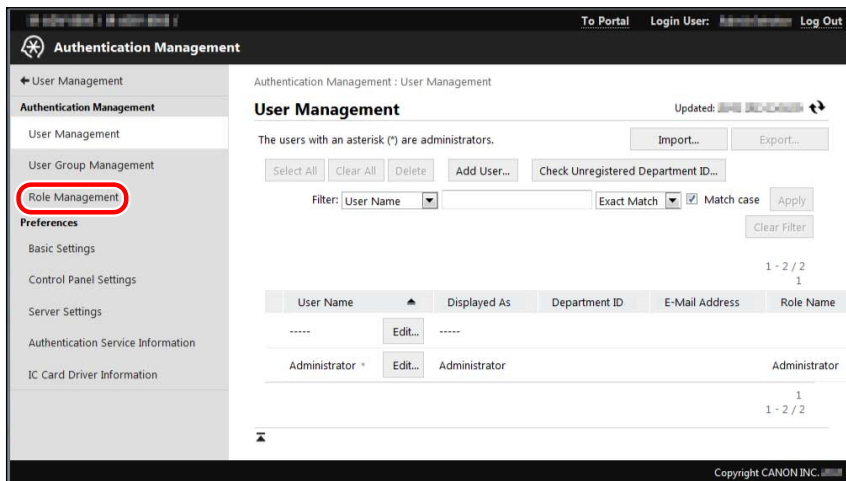 To Portal Login User: Log Out
Authentication Management
User Management
Authentication Management
User Management
User Group Management
Role Management
Preferences
Basic Settings
Control Panel Settings
Server Settings
Authentication Service Information
IC Card Driver Information
Authentication Management : User Management
User Management Updated:
The users with an asterisk (*) are administrators. Import... Export...
Select All Clear All Delete Add User... Check Unregistered Department ID...
Filter: User Name Exact Match Match case Apply
Clear Filter
1 - 2 / 2
1
User Name Displayed As Department ID E-Mail Address Role Name
----- Edit... -----
Administrator * Edit... Administrator Administrator
1
1 - 2 / 2
Copyright CANON INC.